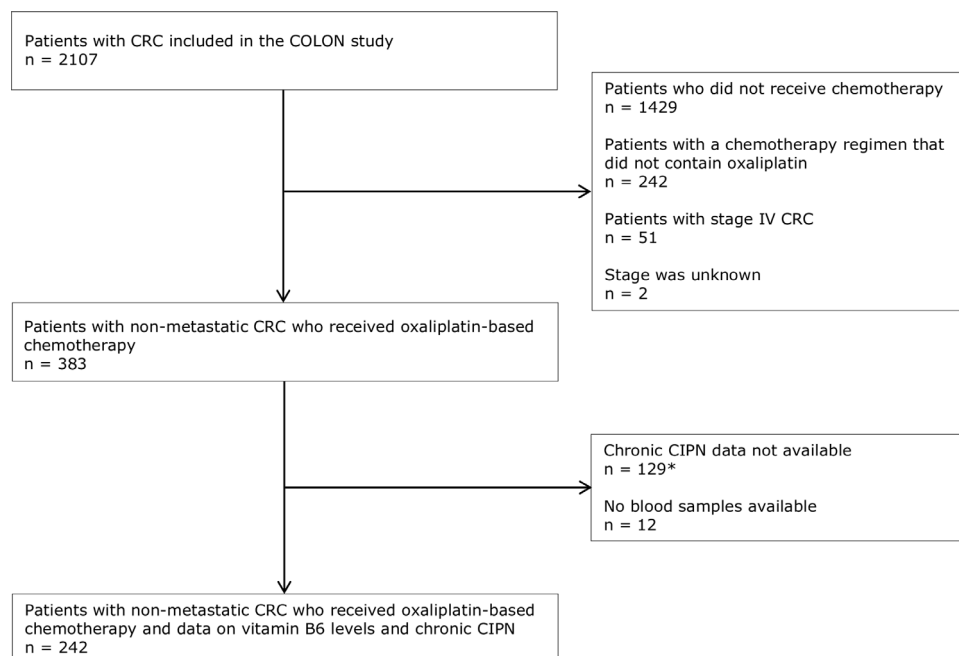 Patients with CRC included in the COLON study
n = 2107
Patients who did not receive chemotherapy
n = 1429
Patients with a chemotherapy regimen that
did not contain oxaliplatin
n = 242
Patients with stage IV CRC
n = 51
Stage was unknown
n = 2
Patients with non-metastatic CRC who received oxaliplatin-based
chemotherapy
n = 383
Chronic CIPN data not available
n = 129*
No blood samples available
n = 12
Patients with non-metastatic CRC who received oxaliplatin-based
chemotherapy and data on vitamin B6 levels and chronic CIPN
n = 242